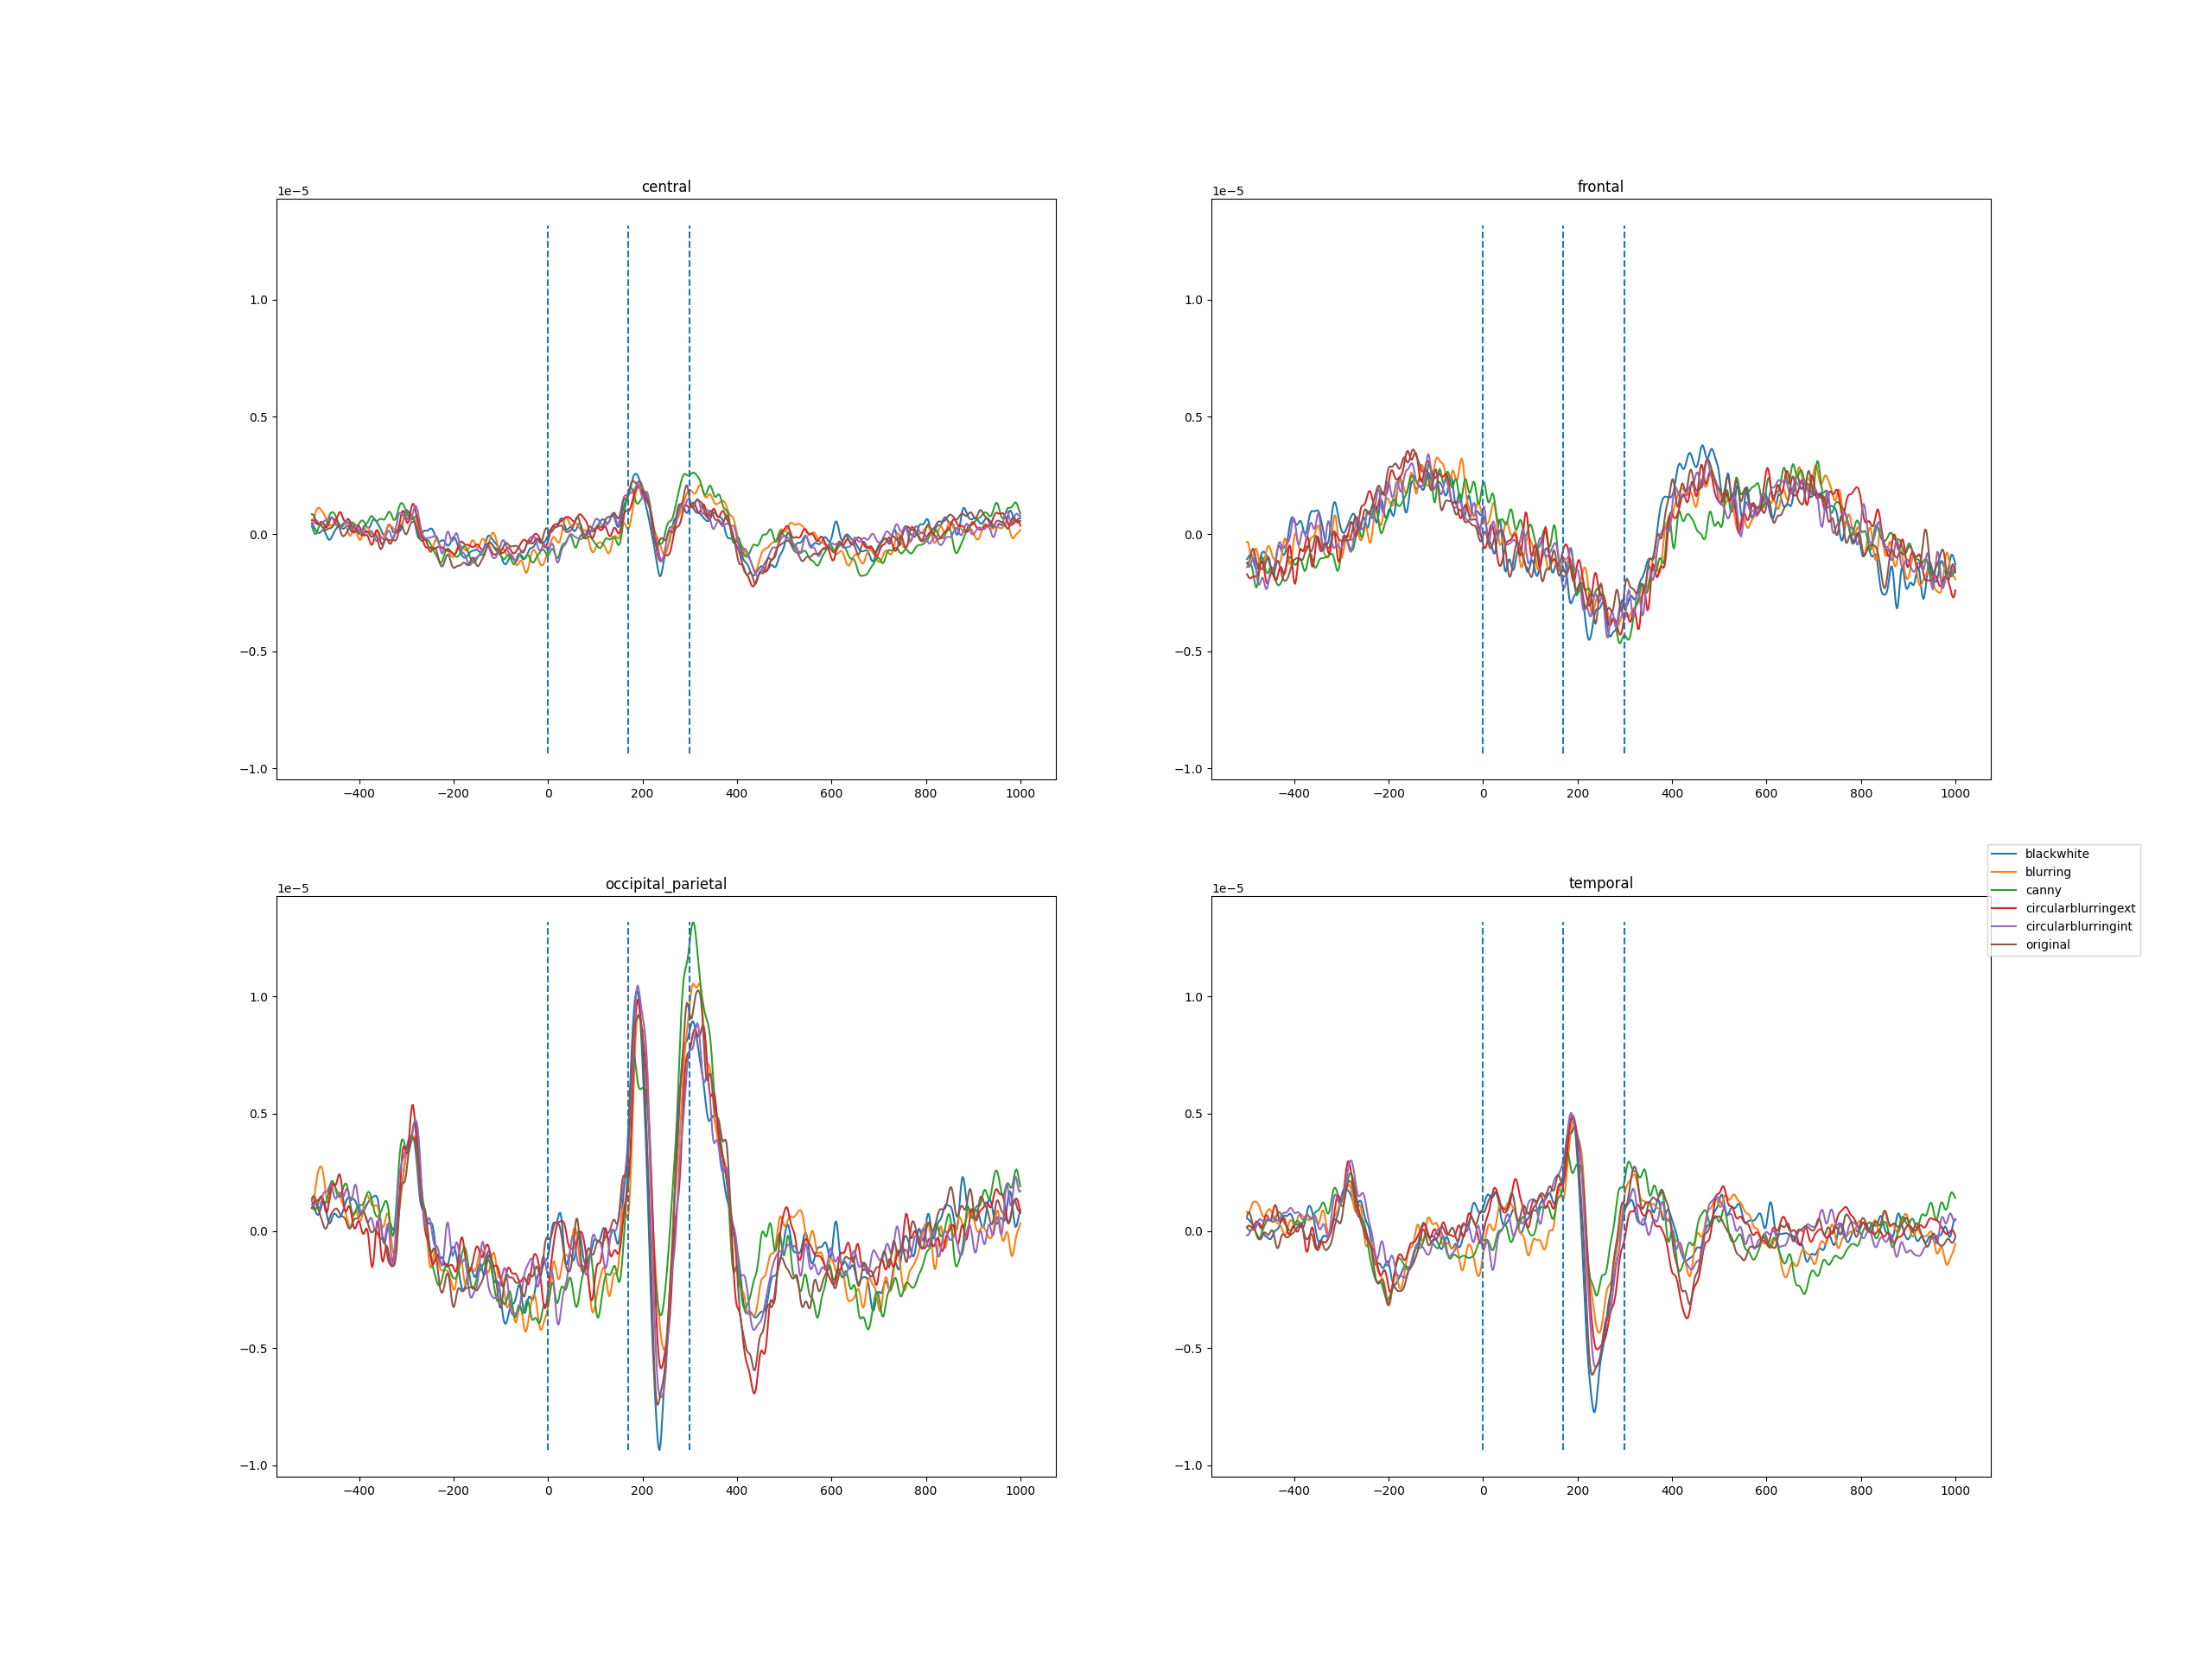 central
1e−5
1.0
0.5
0.0
−0.5
−1.0
−400 −200 0 200 400 600 800 1000
frontal
1e−5
1.0
0.5
0.0
−0.5
−1.0
−400 −200 0 200 400 600 800 1000
occipital_parietal
1e−5
1.0
0.5
0.0
−0.5
−1.0
−400 −200 0 200 400 600 800 1000
temporal
1e−5
1.0
0.5
0.0
−0.5
−1.0
−400 −200 0 200 400 600 800 1000
blackwhite
blurring
canny
circularblurringext
circularblurringint
original